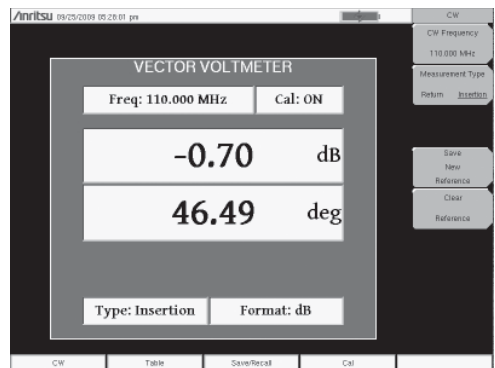 /Inritsu 09/25/2009 05:28:01 pm
CW
CW Frequency
110.000 MHz
Measurement Type
Return Insertion
Save
New
Reference
Clear
Reference
VECTOR VOLTMETER
Freq: 110.000 MHz
Cal: ON
-0.70 dB
46.49 deg
Type: Insertion
Format: dB
CW
Table
Save/Recall
Cal